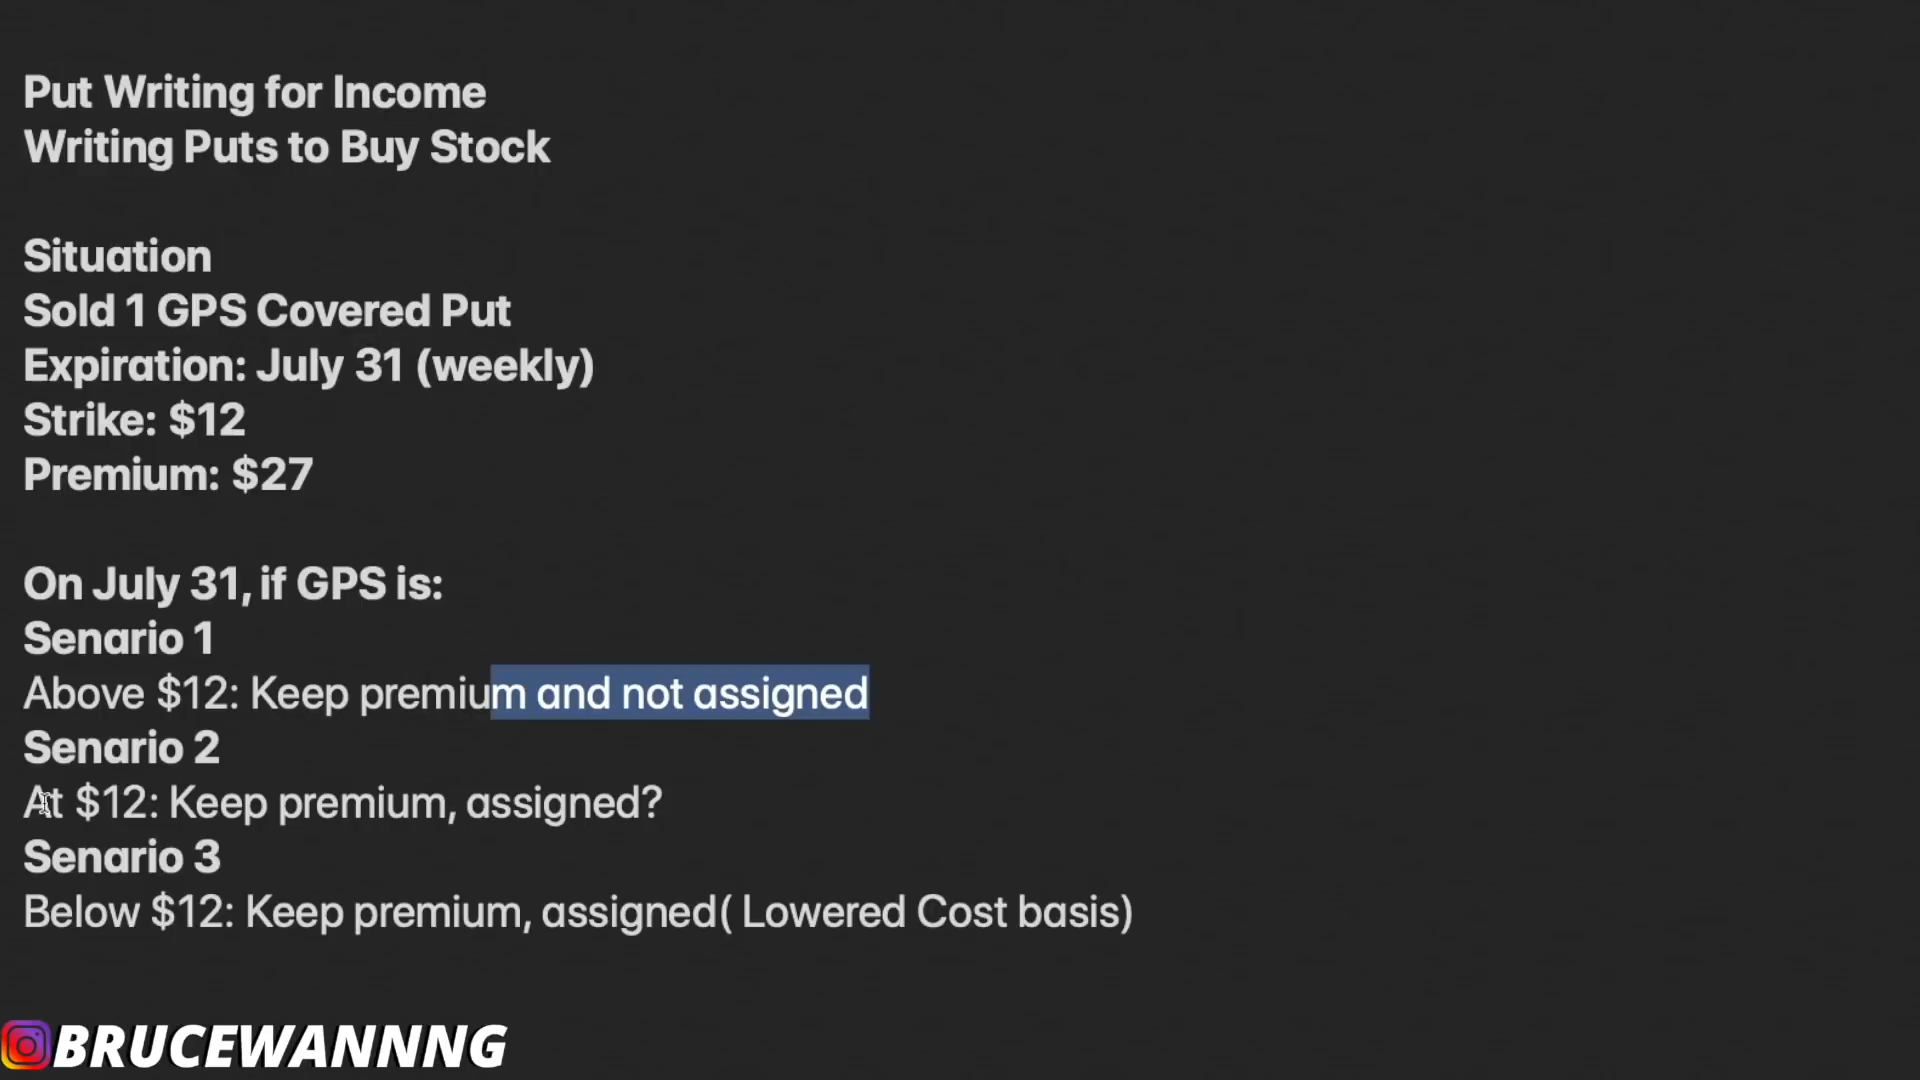 Put Writing for Income
Writing Puts to Buy Stock
Situation
Sold 1 GPS Covered Put
Expiration: July 31 (weekly)
Strike: $12
Premium: $27
On July 31, if GPS is:
Senario 1
Above $12: Keep premium and not assigned
Senario 2
At $12: Keep premium, assigned?
Senario 3
Below $12: Keep premium, assigned( Lowered Cost basis)
BRUCEWANNNG